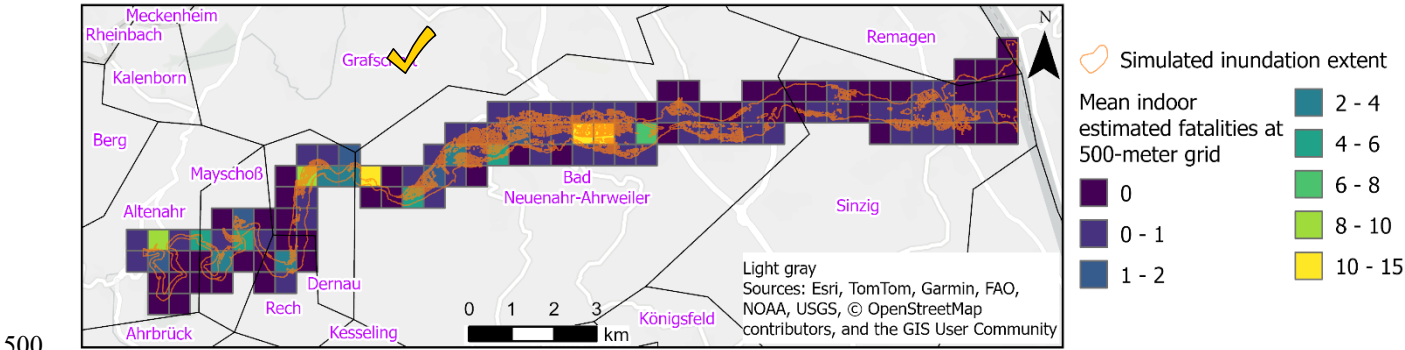 Meckenheim
Rheinbach
Remagen
N
Kalenborn
Berg
Mayschoß
Altenahr
Bad
Neuenahr-Ahrweiler
Sinzig
Dernau
Rech
Ahrbrück
Kesseling
Königsfeld
0 1 2 3
km
Light gray
Sources: Esri, TomTom, Garmin, FAO,
NOAA, USGS, © OpenStreetMap
contributors, and the GIS User Community
Simulated inundation extent
Mean indoor
estimated fatalities at
500-meter grid
0
0 - 1
1 - 2
2 - 4
4 - 6
6 - 8
8 - 10
10 - 15
500